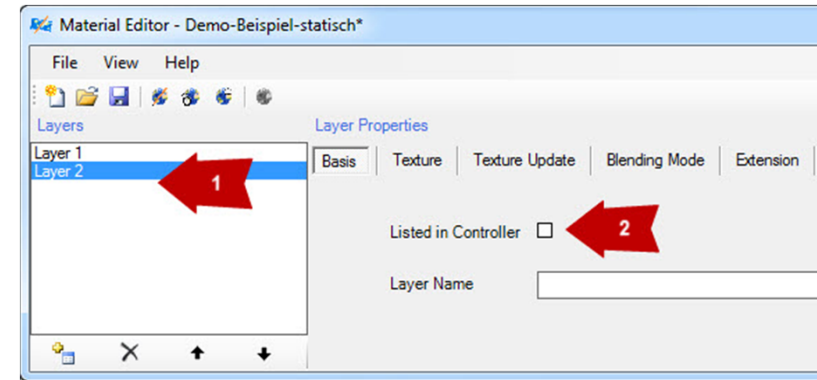 Material Editor - Demo-Beispiel-statisch*
File View Help
Layers
Layer Properties
Layer 1
Layer 2
1
Basis Texture Texture Update Blending Mode Extension
Listed in Controller
2
Layer Name